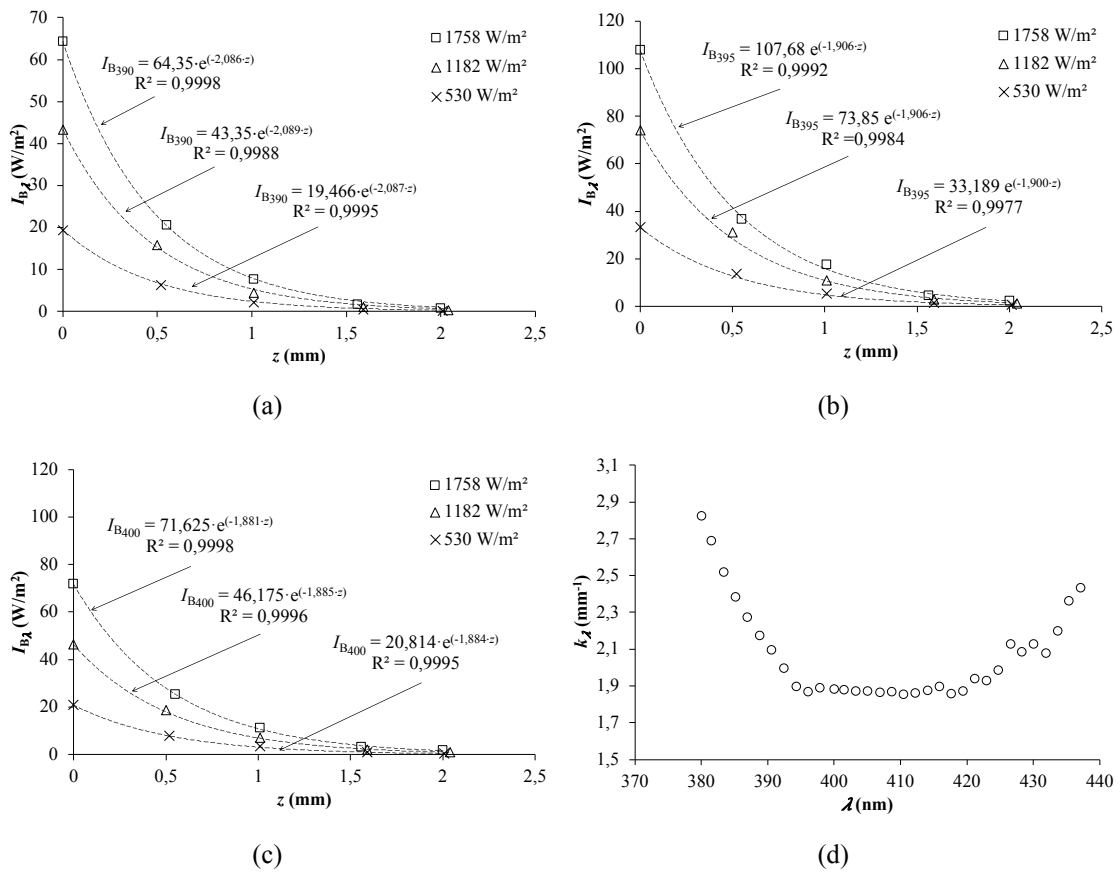 70
60
50
40
30
20
10
0
I_Bλ (W/m²)
0 0,5 1 1,5 2 2,5
z (mm)
□ 1758 W/m²
△ 1182 W/m²
× 530 W/m²
I_B390 = 64,35·e^(-2,086·z)
R² = 0,9998
I_B390 = 43,35·e^(-2,089·z)
R² = 0,9988
I_B390 = 19,466·e^(-2,087·z)
R² = 0,9995
(a)
120
100
80
60
40
20
0
I_Bλ (W/m²)
0 0,5 1 1,5 2 2,5
z (mm)
□ 1758 W/m²
△ 1182 W/m²
× 530 W/m²
I_B395 = 107,68 e^(-1,906·z)
R² = 0,9992
I_B395 = 73,85 e^(-1,906·z)
R² =0,9984
I_B395 = 33,189 e^(-1,900·z)
R² = 0,9977
(b)
120
100
80
60
40
20
0
I_Bλ (W/m²)
0 0,5 1 1,5 2 2,5
z (mm)
□ 1758 W/m²
△ 1182 W/m²
× 530 W/m²
I_B400 = 71,625·e^(-1,881·z)
R² = 0,9998
I_B400 = 46,175·e^(-1,885·z)
R² = 0,9996
I_B400 = 20,814·e^(-1,884·z)
R² = 0,9995
(c)
3,1
2,9
2,7
2,5
2,3
2,1
1,9
1,7
1,5
k_λ (mm⁻¹)
370 380 390 400 410 420 430 440
λ (nm)
(d)